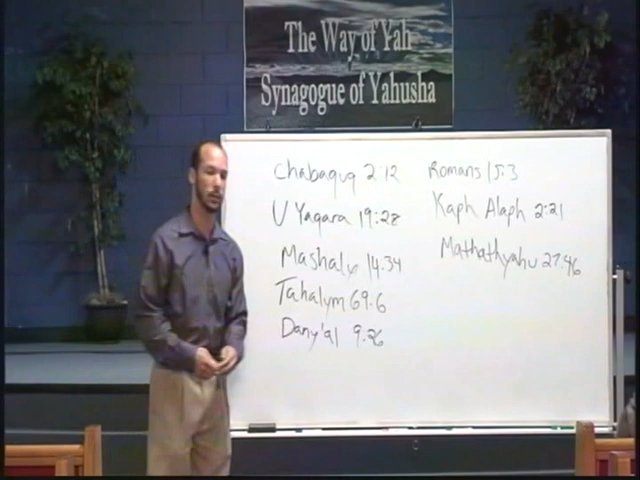 The Way of Yah
Synagogue of Yahusha
Chabaquq 2:12
U Yaqara 19:28
Mashaly 14:34
Tahalym 69:6
Dany'al 9:26
Romans 15:3
Kaph Alaph 2:21
Mathathyahu 27:46